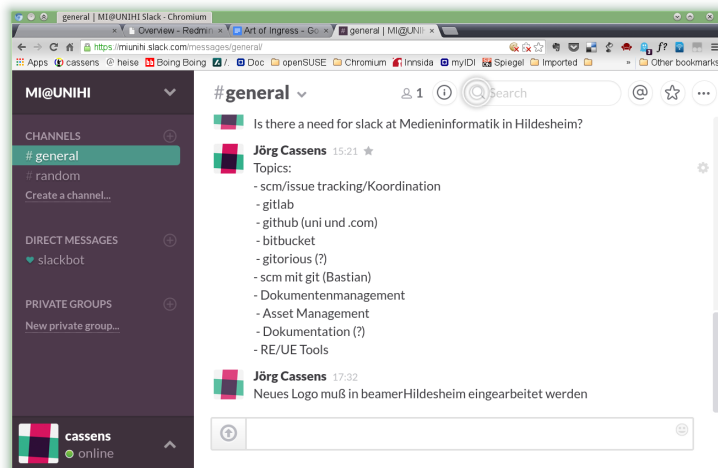 general | MI@UNIHI Slack - Chromium
Overview - Redmin
Art of Ingress - Go
general | MI@UNIH
https://miunihi.slack.com/messages/general/
Apps cassens heise Boing Boing /. Doc openSUSE Chromium Innsida myIDI Spiegel Imported » Other bookmarks
MI@UNIHI
#general
1
Search
@
CHANNELS
# general
# random
Create a channel...
DIRECT MESSAGES
slackbot
PRIVATE GROUPS
New private group...
cassens
online
Is there a need for slack at Medieninformatik in Hildesheim?
Jörg Cassens 15:21
Topics:
- scm/issue tracking/Koordination
- gitlab
- github (uni und .com)
- bitbucket
- gitorious (?)
- scm mit git (Bastian)
- Dokumentenmanagement
- Asset Management
- Dokumentation (?)
- RE/UE Tools
Jörg Cassens 17:32
Neues Logo muß in beamerHildesheim eingearbeitet werden